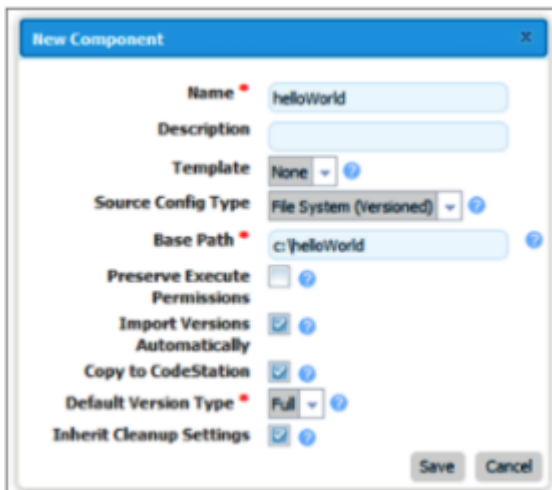 New Component x
Name * helloWorld
Description
Template None ?
Source Config Type File System (Versioned) ?
Base Path * c:\helloWorld ?
Preserve Execute ?
Permissions
Import Versions ?
Automatically
Copy to CodeStation ?
Default Version Type * Full ?
Inherit Cleanup Settings ?
Save Cancel